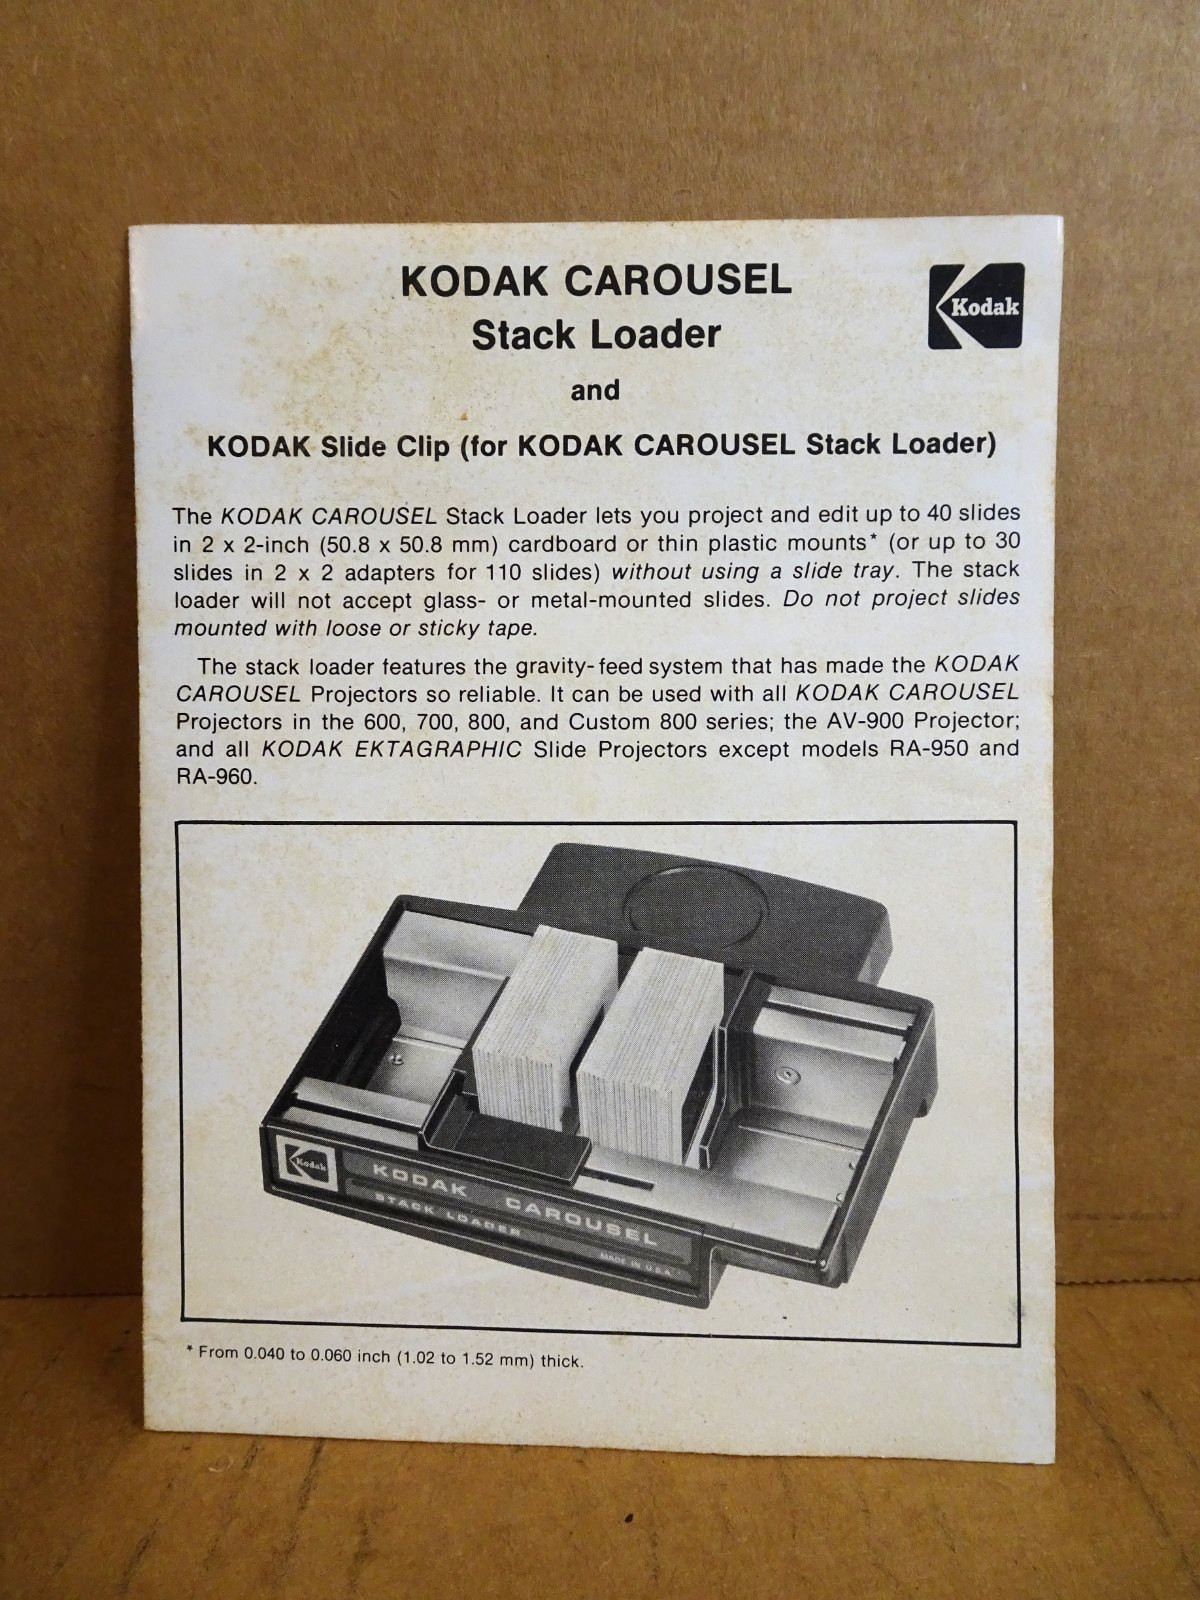 KODAK CAROUSEL
Stack Loader
and
KODAK Slide Clip (for KODAK CAROUSEL Stack Loader)
Kodak
The KODAK CAROUSEL Stack Loader lets you project and edit up to 40 slides
in 2 x 2-inch (50.8 x 50.8 mm) cardboard or thin plastic mounts* (or up to 30
slides in 2 x 2 adapters for 110 slides) without using a slide tray. The stack
loader will not accept glass- or metal-mounted slides. Do not project slides
mounted with loose or sticky tape.
The stack loader features the gravity-feed system that has made the KODAK
CAROUSEL Projectors so reliable. It can be used with all KODAK CAROUSEL
Projectors in the 600, 700, 800, and Custom 800 series; the AV-900 Projector;
and all KODAK EKTAGRAPHIC Slide Projectors except models RA-950 and
RA-960.
Kodak
KODAK CAROUSEL
STACK LOADER
MADE IN U.S.A.
* From 0.040 to 0.060 inch (1.02 to 1.52 mm) thick.